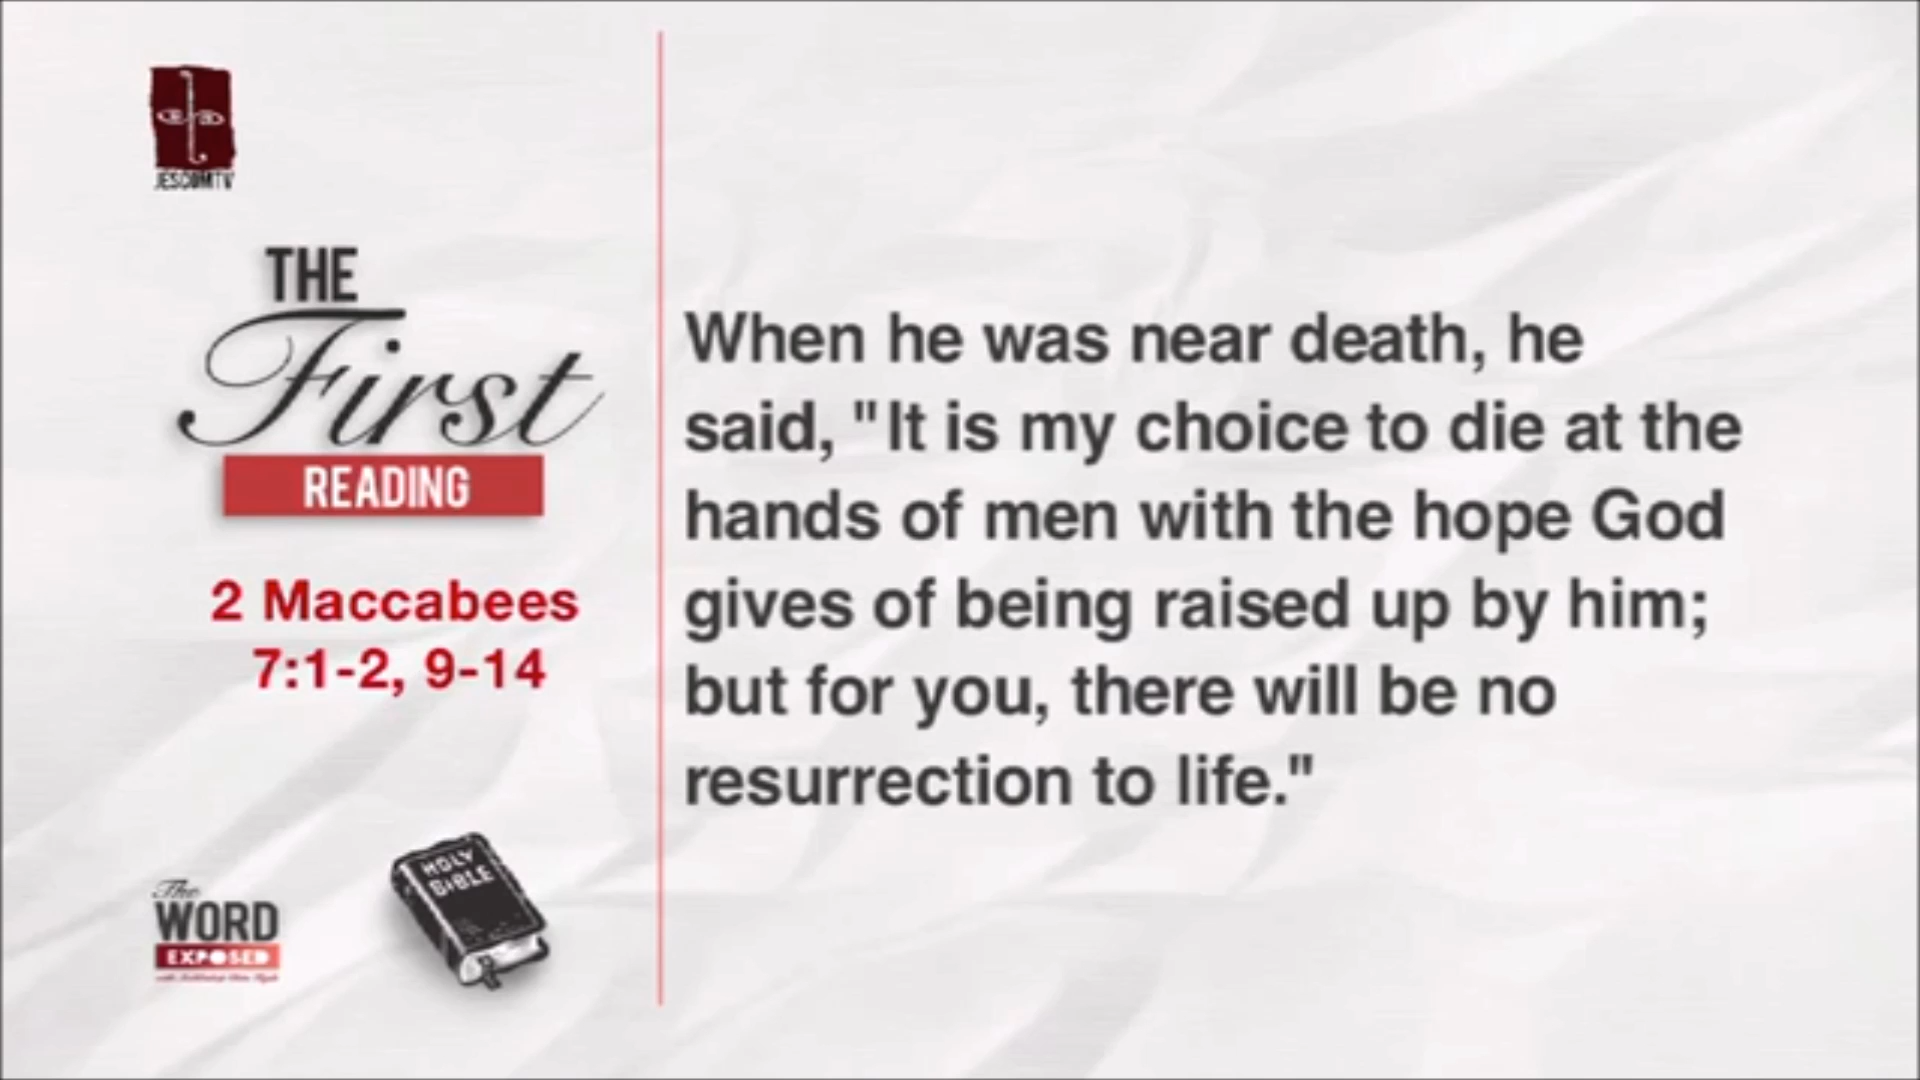 JESCOMTV
THE
First
READING
2 Maccabees
7:1-2, 9-14
When he was near death, he
said, "It is my choice to die at the
hands of men with the hope God
gives of being raised up by him;
but for you, there will be no
resurrection to life."
HOLY
BIBLE
The
WORD
EXPOSED